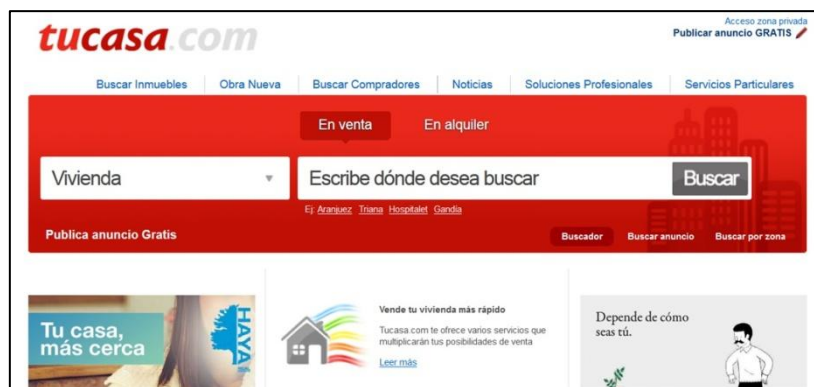 tucasa.com
Acceso zona privada
Publicar anuncio GRATIS
Buscar Inmuebles
Obra Nueva
Buscar Compradores
Noticias
Soluciones Profesionales
Servicios Particulares
En venta
En alquiler
Vivienda
Escribe dónde desea buscar
Buscar
Ej: Aranjuez Triana Hospitalet Gandía
Publica anuncio Gratis
Buscador
Buscar anuncio
Buscar por zona
Tu casa,
más cerca
HAYA
Vende tu vivienda más rápido
Tucasa com te ofrece varios servicios que
multiplicarán tus posibilidades de venta
Leer más
Depende de cómo
seas tú.